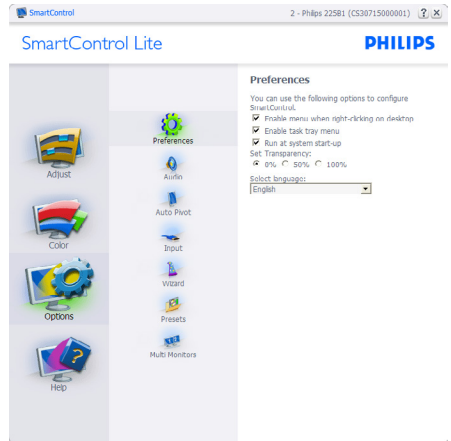 SmartControl
2 - Philips 225B1 (CS30715000001)
? X
SmartControl Lite
PHILIPS
Adjust
Color
Options
Help
Preferences
Audio
Auto Pivot
Input
Wizard
Presets
Multi Monitors
Preferences
You can use the following options to configure
SmartControl.
Enable menu when right-clicking on desktop
Enable task tray menu
Run at system start-up
Set Transparency:
0% 50% 100%
Select language:
English